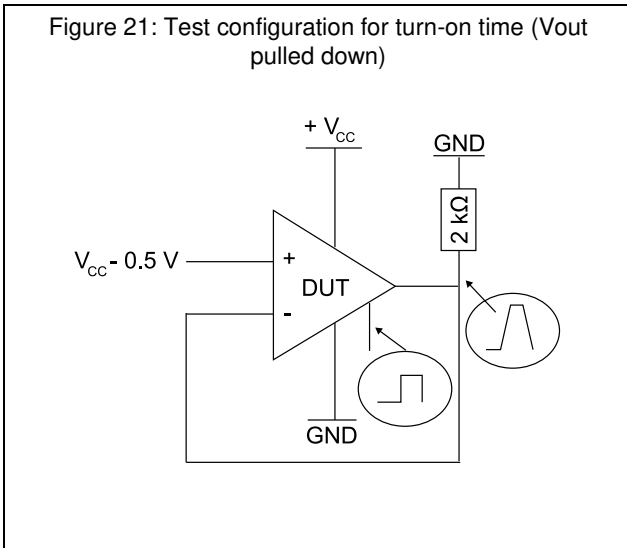 Figure 21: Test configuration for turn-on time (Vout
pulled down)
+ VCC
GND
2 kΩ
VCC - 0.5 V
+
DUT
-
GND